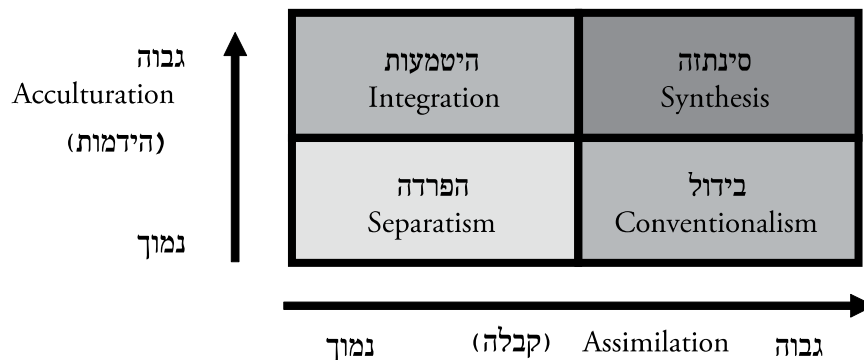 גבוה
Acculturation
(הידמות)
נמוך
היטמעות
Integration
סינתזה
Synthesis
הפרדה
Separatism
בידול
Conventionalism
נמוך
(קבלה) Assimilation
גבוה